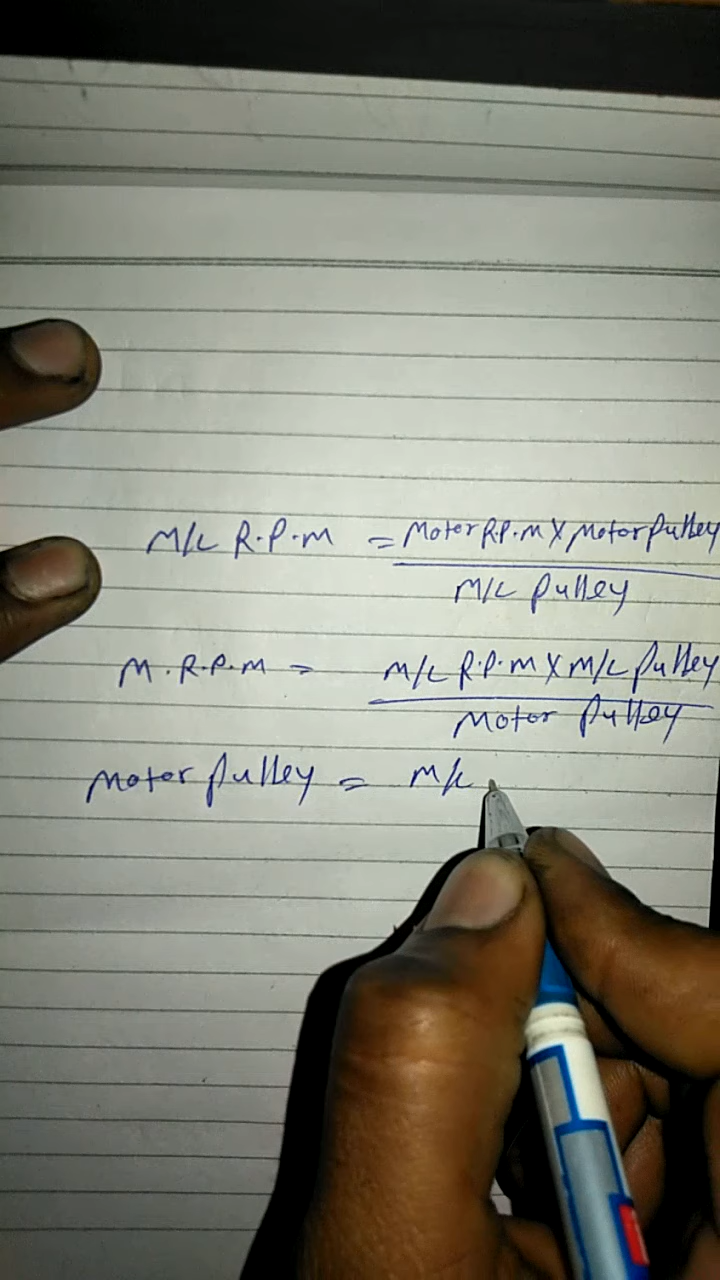 M/C R.P.M = Motor R.P.M X Motor Pulley
M/C Pulley
M.R.P.M = M/C R.P.M X M/C Pulley
Motor Pulley
Motor Pulley = M/C